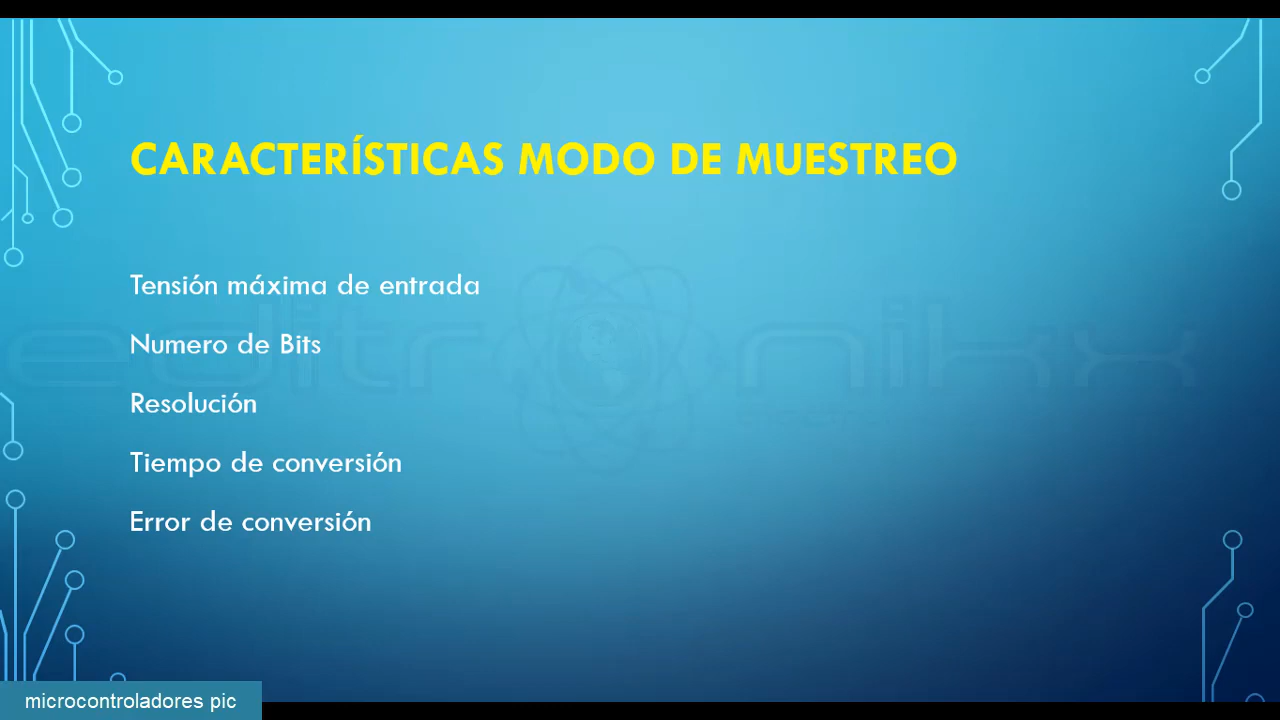 CARACTERÍSTICAS MODO DE MUESTREO
Tensión máxima de entrada
editronikx
Numero de Bits
Resolución
Tiempo de conversión
Error de conversión
microcontroladores pic